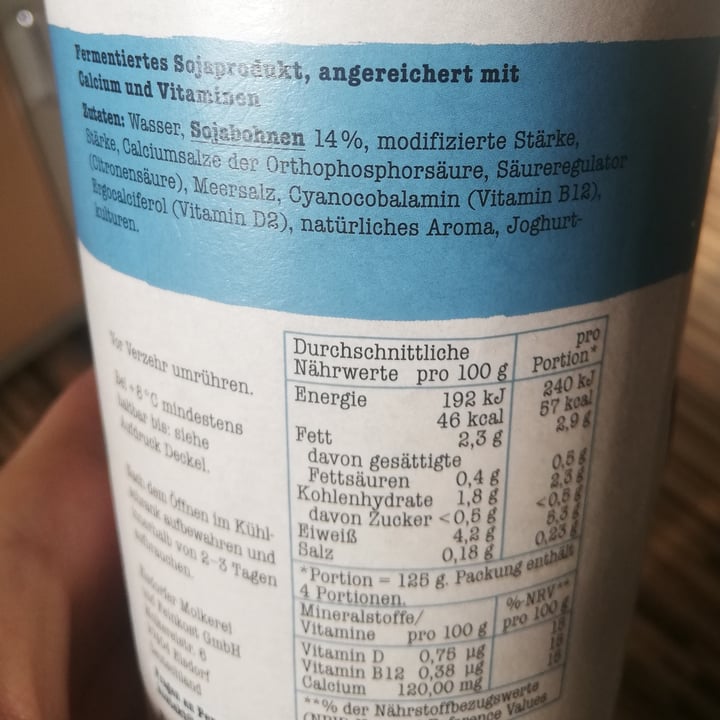 Fermentiertes Sojaprodukt, angereichert mit
Calcium und Vitaminen
Zutaten: Wasser, Sojabohnen 14%, modifizierte Stärke,
Stärke, Calciumsalze der Orthophosphorsäure, Säureregulator
(Citronensäure), Meersalz, Cyanocobalamin (Vitamin B12),
Ergocalciferol (Vitamin D2), natürliches Aroma, Joghurt-
kulturen.
Vor Verzehr umrühren.
Bei +8°C mindestens
haltbar bis: siehe
Aufdruck Deckel.
Nach dem Öffnen im Kühl-
schrank aufbewahren und
innerhalb von 2-3 Tagen
verbrauchen.
Molkerei
Feinkost GmbH
6
Durchschnittliche pro
Nährwerte pro 100 g Portion*
Energie 192 kJ 240 kJ
46 kcal 57 kcal
Fett 2,3 g 2,9 g
davon gesättigte
Fettsäuren 0,4 g 0,5 g
Kohlenhydrate 1,8 g 2,3 g
davon Zucker <0,5 g <0,5 g
Eiweiß 4,2 g 5,3 g
Salz 0,18 g 0,23 g
*Portion = 125 g. Packung enthält
4 Portionen.
Mineralstoffe/ % NRV**
Vitamine pro 100 g pro 100 g
Vitamin D 0,75 µg 15
Vitamin B12 0,38 µg 15
Calcium 120,00 mg 15
**% der Nährstoffbezugswerte
Values